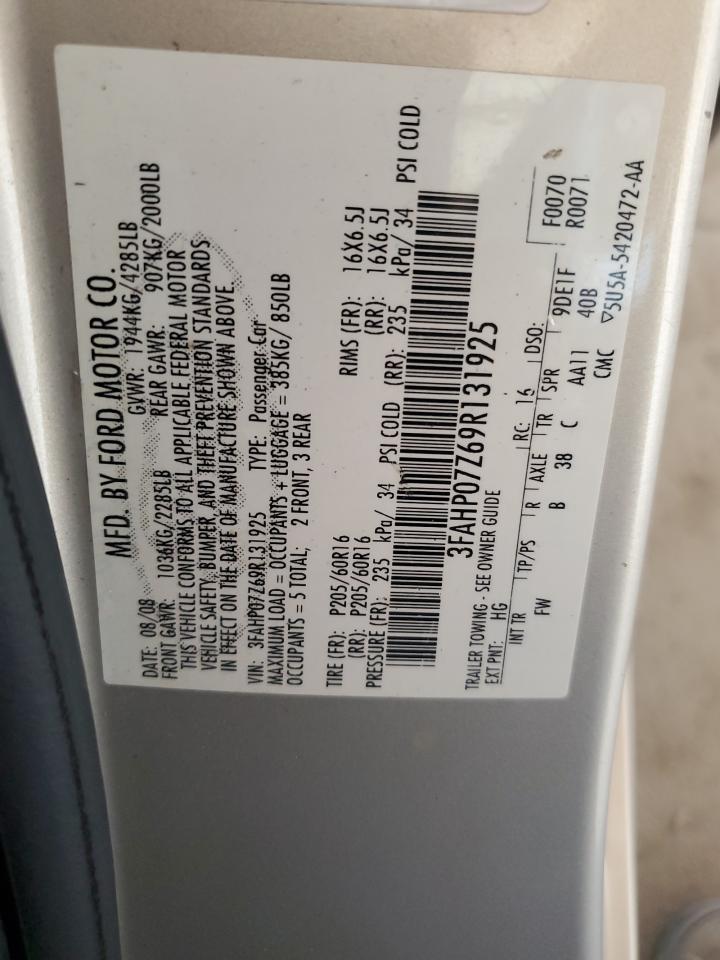 MFD. BY FORD MOTOR CO.
DATE: 08/08 GVWR: 1944KG/4285LB
FRONT GAWR: 1036KG/2285LB REAR GAWR: 907KG/2000LB
THIS VEHICLE CONFORMS TO ALL APPLICABLE FEDERAL MOTOR
VEHICLE SAFETY, BUMPER, AND THEFT PREVENTION STANDARDS
IN EFFECT ON THE DATE OF MANUFACTURE SHOWN ABOVE.
VIN: 3FAHP07Z69R131925 TYPE: Passenger Car
MAXIMUM LOAD = OCCUPANTS + LUGGAGE = 385KG/ 850LB
OCCUPANTS = 5 TOTAL; 2 FRONT, 3 REAR
TIRE (FR): P205/60R16 RIMS (FR): 16X6.5J
(RR): P205/60R16 (RR): 16X6.5J
PRESSURE (FR): 235 kPa/ 34 PSI COLD (RR): 235 kPa/ 34 PSI COLD
3FAHP07Z69R131925
TRAILER TOWING - SEE OWNER GUIDE
EXT PNT: HG RC: 16 DSO: F0070
R0071
INT TR TP/PS R AXLE TR SPR 9DE1F
FW B 38 C AA11 40B
CMC ▽5U5A-5420472-AA